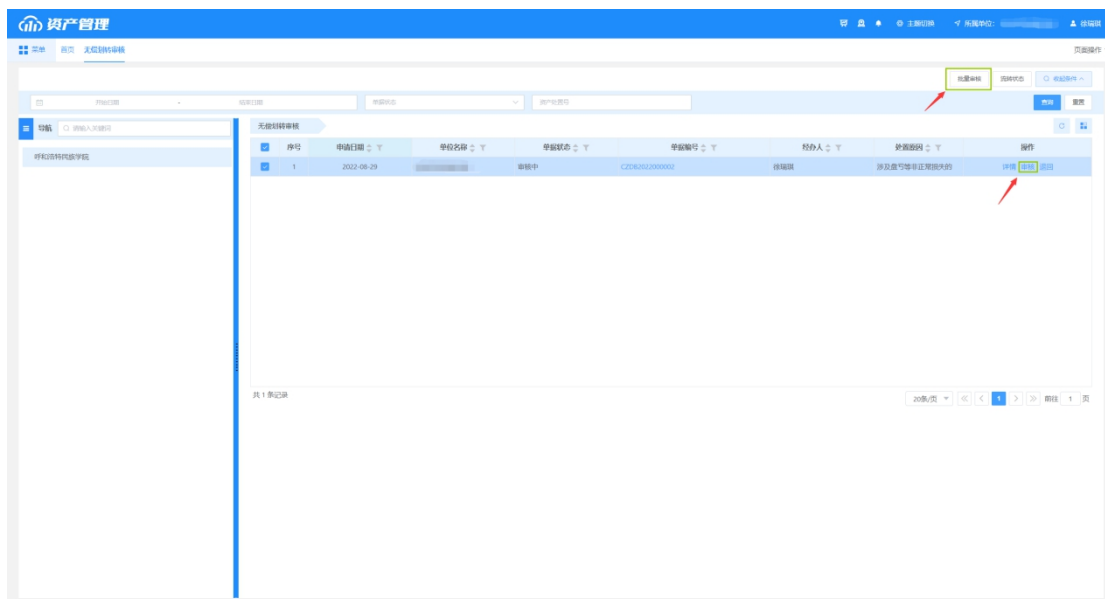 资产管理
主题切换 所属单位: 徐瑞琪
菜单 首页 无偿划转审核 页面操作
批量审核 流转状态 收起条件
开始日期 - 结束日期 单据状态 资产处置号 查询 重置
导航 请输入关键词 无偿划转审核
呼和浩特民族学院
序号 申请日期 单位名称 单据状态 单据编号 经办人 处置原因 操作
1 2022-08-29 审核中 CZDB2022000002 徐瑞琪 涉及盘亏等非正常损失的 详情 审核 退回
共 1 条记录 20条/页 1 前往 1 页